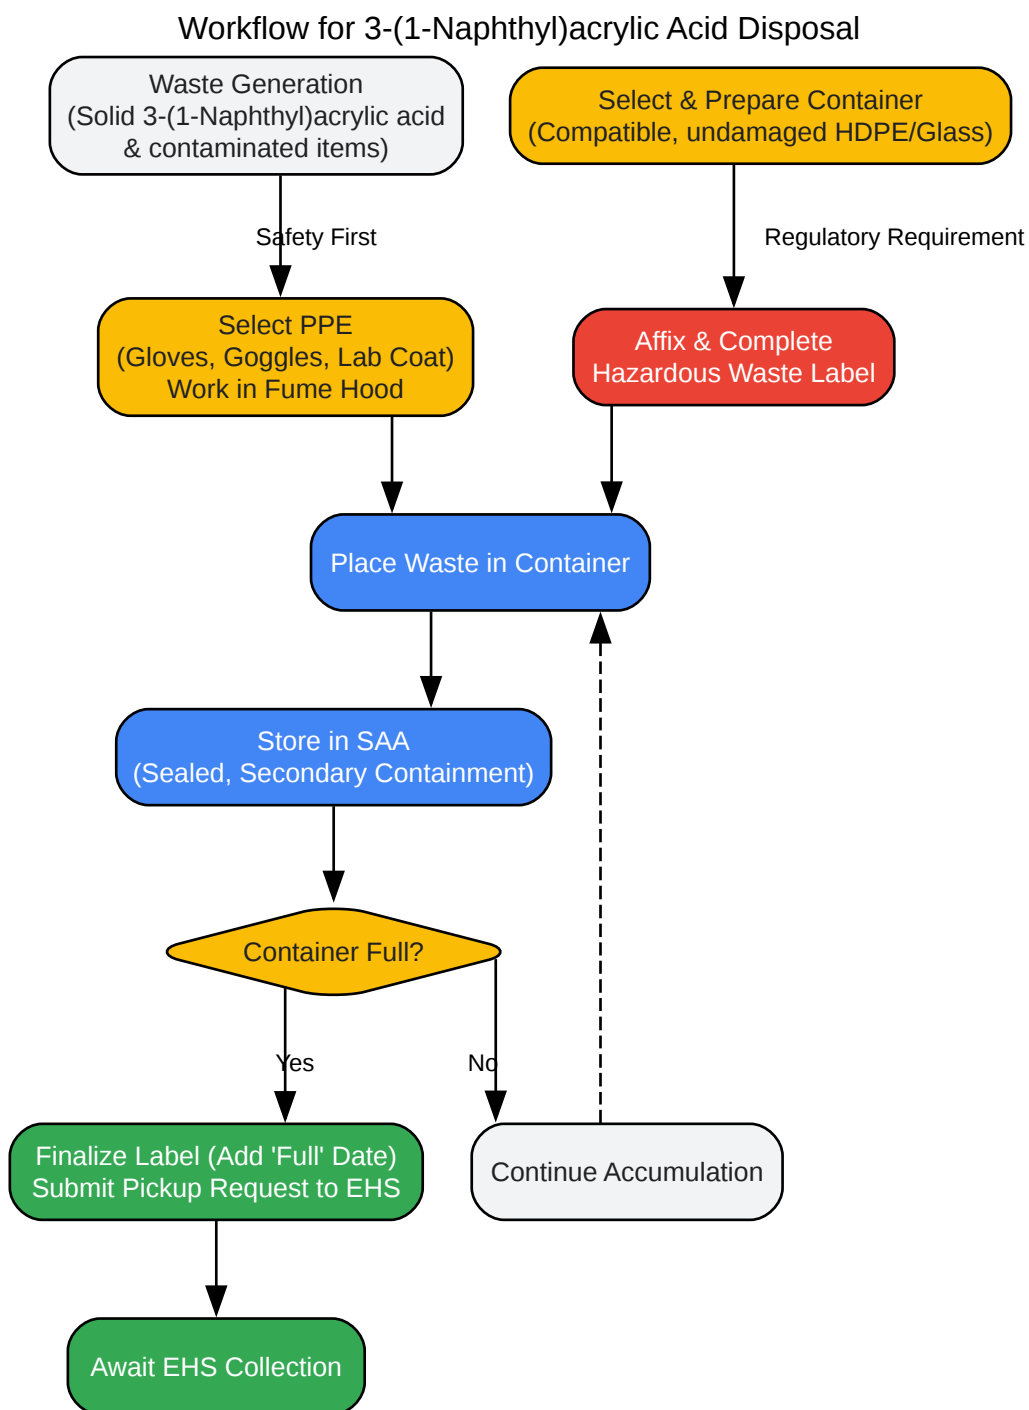 Workflow for 3-(1-Naphthyl)acrylic Acid Disposal
Waste Generation
(Solid 3-(1-Naphthyl)acrylic acid
& contaminated items)
Select & Prepare Container
(Compatible, undamaged HDPE/Glass)
Safety First
Regulatory Requirement
Select PPE
(Gloves, Goggles, Lab Coat)
Work in Fume Hood
Affix & Complete
Hazardous Waste Label
Place Waste in Container
Store in SAA
(Sealed, Secondary Containment)
Container Full?
Yes
No
Finalize Label (Add 'Full' Date)
Submit Pickup Request to EHS
Continue Accumulation
Await EHS Collection